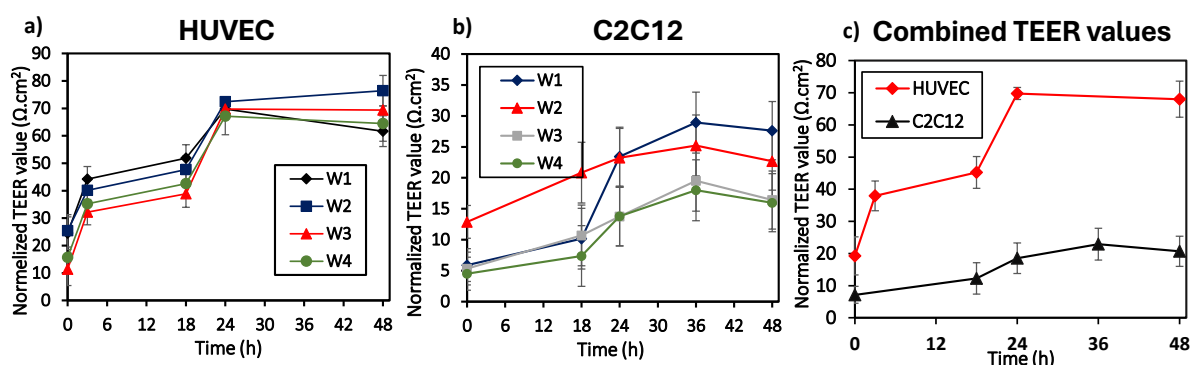 a) HUVEC
Normelized TEER value (Ω.cm²)
90
80
70
60
50
40
30
20
10
0
W1
W2
W3
W4
0 6 12 18 24 30 36 42 48
Time (h)
b) C2C12
Normalized TEER value (Ω.cm²)
40
35
30
25
20
15
10
5
0
W1
W2
W3
W4
0 6 12 18 24 30 36 42 48
Time (h)
c) Combined TEER values
Normalized TEER value (Ω.cm²)
80
70
60
50
40
30
20
10
0
HUVEC
C2C12
0 12 24 36 48
Time (h)